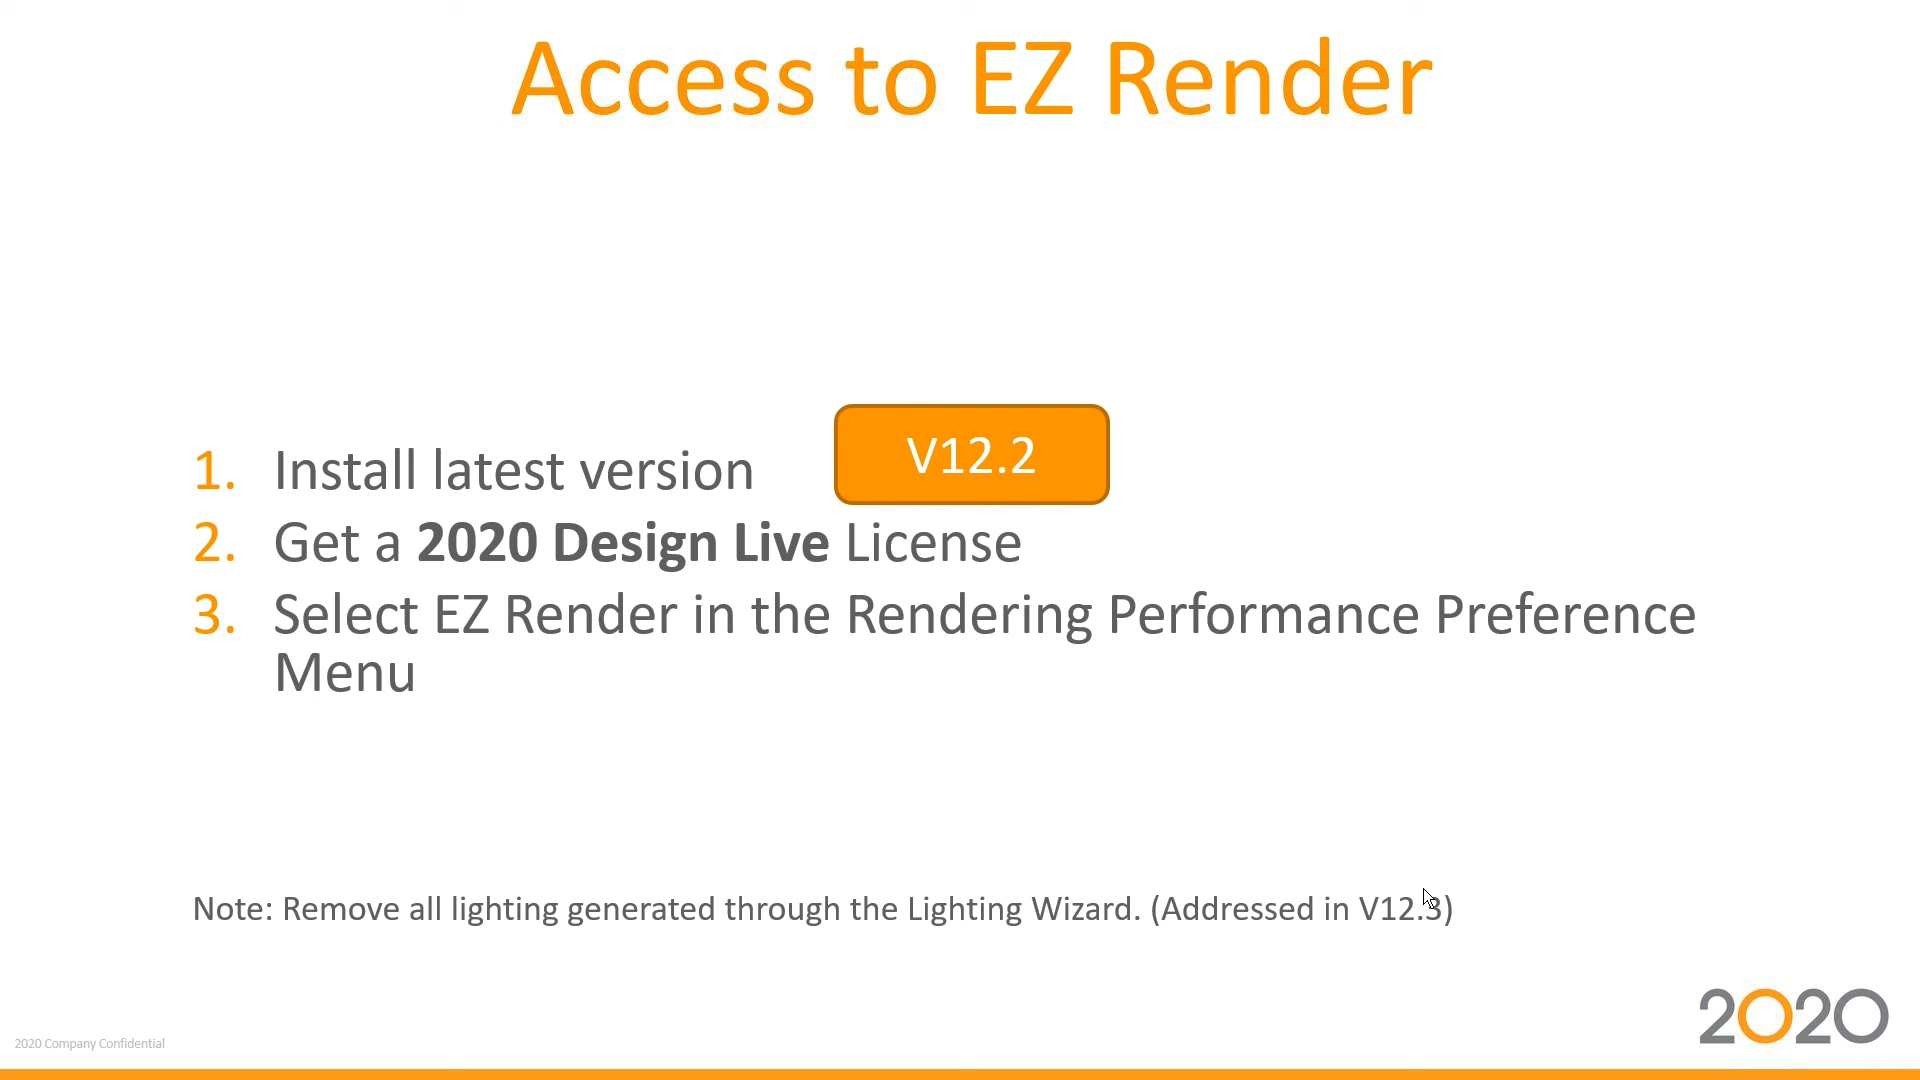 Access to EZ Render
V12.2
1. Install latest version
2. Get a 2020 Design Live License
3. Select EZ Render in the Rendering Performance Preference
Menu
Note: Remove all lighting generated through the Lighting Wizard. (Addressed in V12.3)
2020
2020 Company Confidential